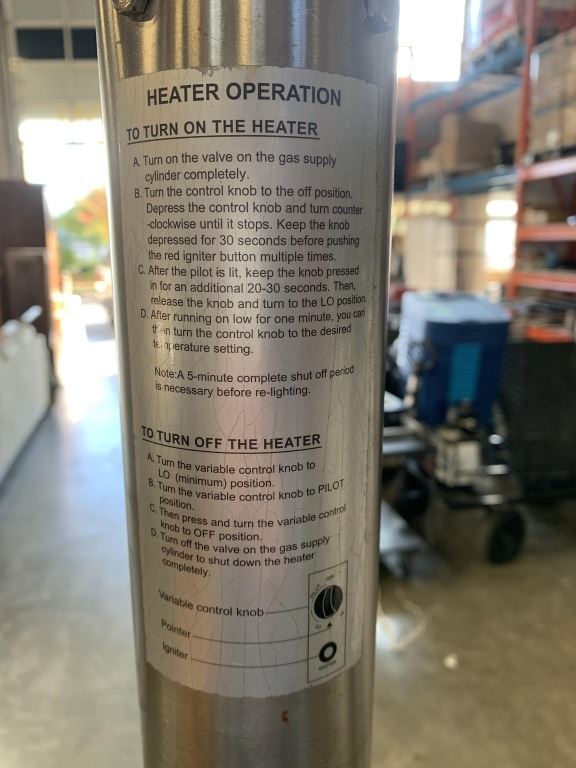 HEATER OPERATION
TO TURN ON THE HEATER
A. Turn on the valve on the gas supply
cylinder completely.
B. Turn the control knob to the off position.
Depress the control knob and turn counter
-clockwise until it stops. Keep the knob
depressed for 30 seconds before pushing
the red igniter button multiple times.
C. After the pilot is lit, keep the knob pressed
in for an additional 20-30 seconds. Then,
release the knob and turn to the LO position.
D. After running on low for one minute, you can
then turn the control knob to the desired
temperature setting.
Note:A 5-minute complete shut off period
is necessary before re-lighting.
TO TURN OFF THE HEATER
A. Turn the variable control knob to
LO (minimum) position.
B. Turn the variable control knob to PILOT
position.
C. Then press and turn the variable control
knob to OFF position.
D. Turn off the valve on the gas supply
cylinder to shut down the heater
completely.
OFF
PILOT
Variable control knob
LO
Pointer
Igniter